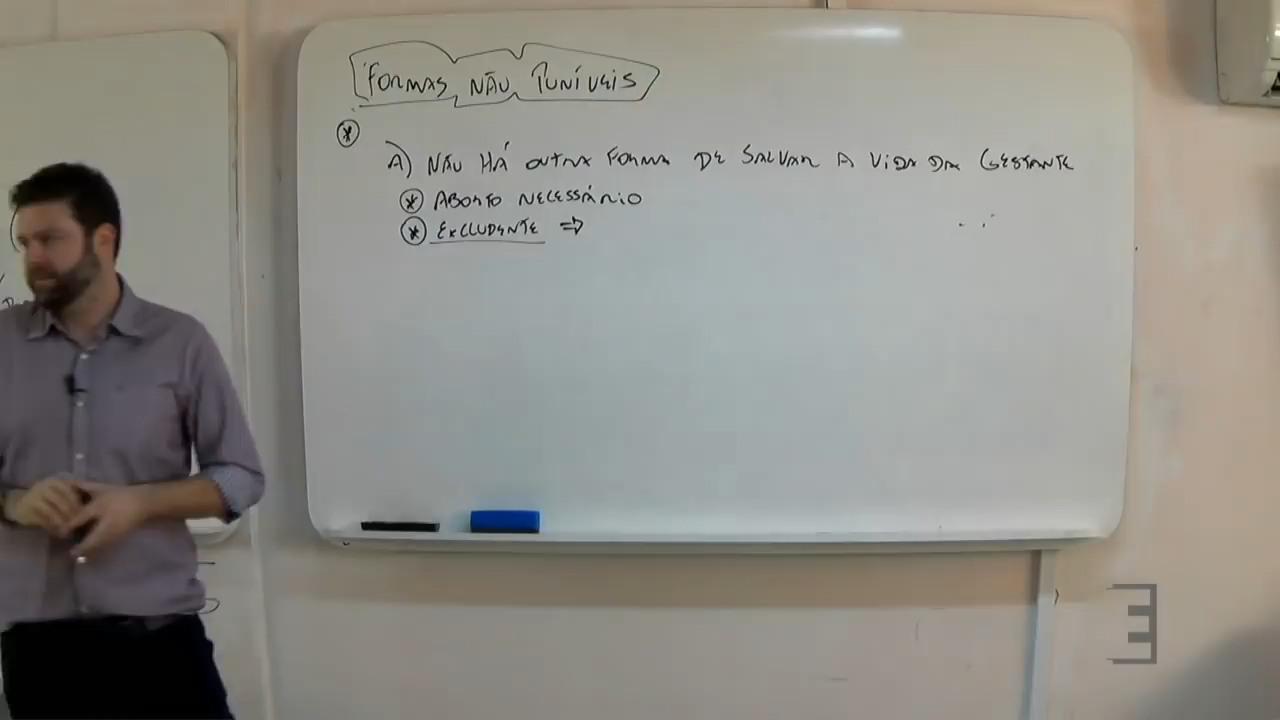 FORMAS NÃO PUNÍVEIS
A) NÃO HÁ OUTRA FORMA DE SALVAR A VIDA DA GESTANTE
* ABORTO NECESSÁRIO
* EXCLUDENTE ⇒